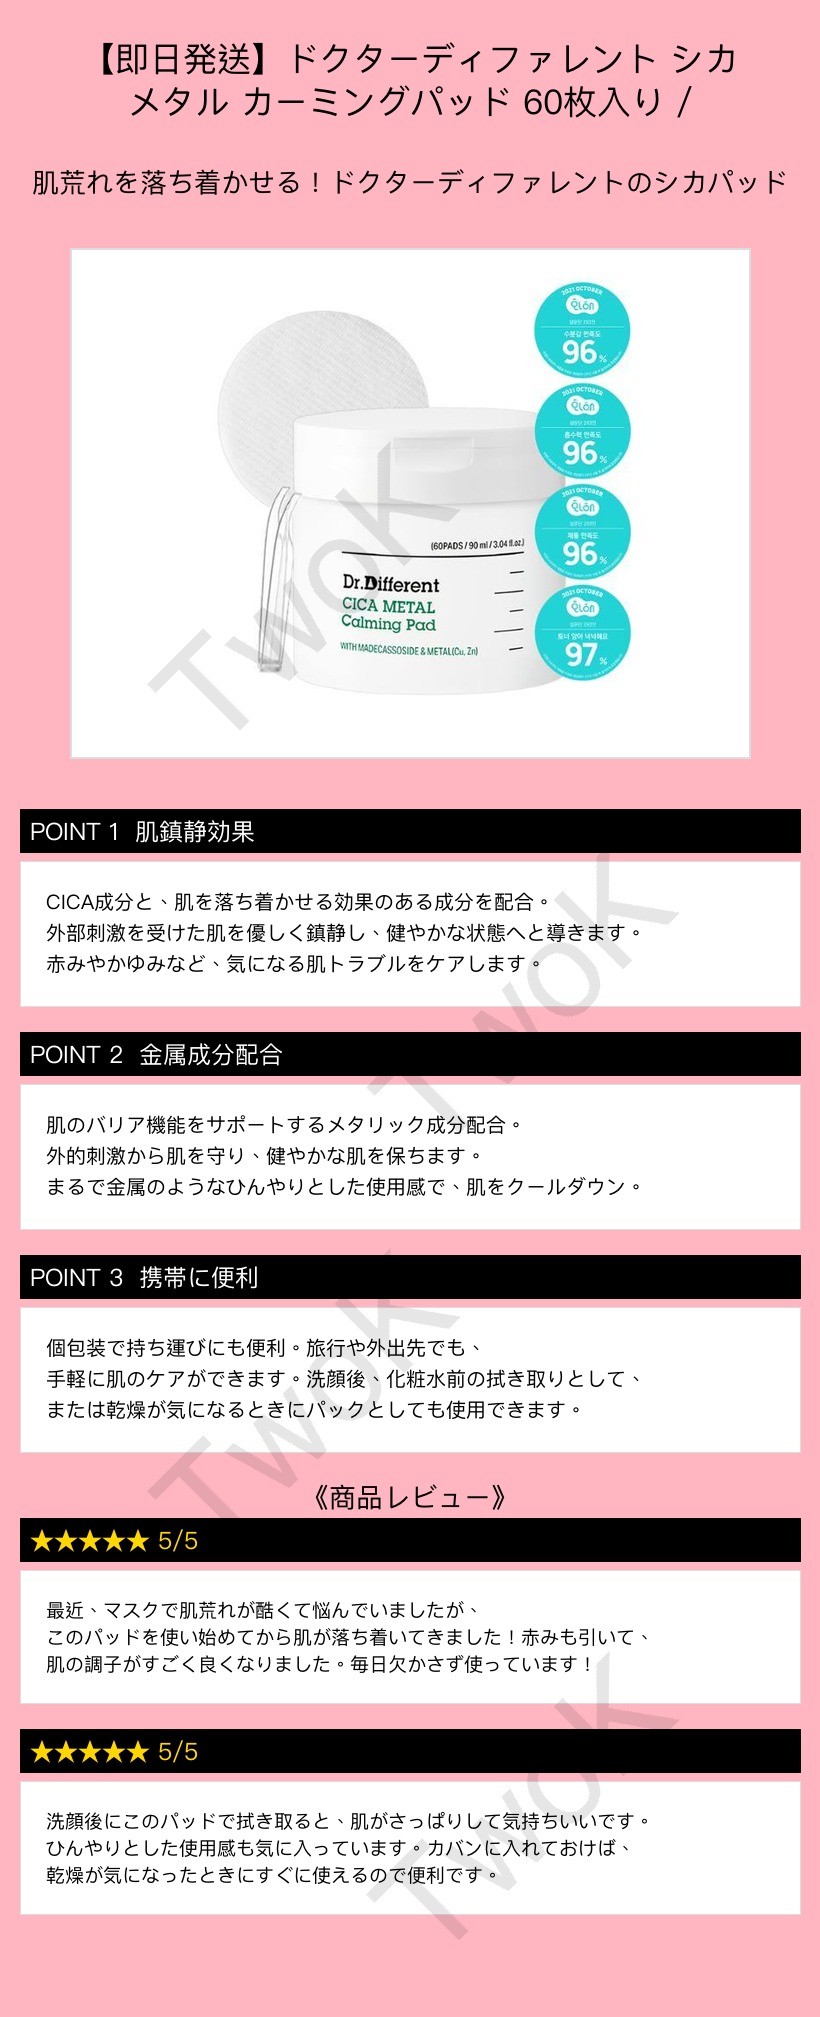 【即日発送】ドクターディファレント シカ
メタル カーミングパッド 60枚入り /
肌荒れを落ち着かせる！ドクターディファレントのシカパッド
2021 OCTOBER
수분감 만족도
96%
2021 OCTOBER
흡수력 만족도
96%
2021 OCTOBER
제품 만족도
96%
2021 OCTOBER
토너 양이 넉넉해요
97%
(60PADS / 90 ml / 3.04 fl.oz.)
Dr.Different
CICA METAL
Calming Pad
WITH MADECASSOSIDE & METAL(Cu, Zn)
TwoK
POINT 1 肌鎮静効果
CICA成分と、肌を落ち着かせる効果のある成分を配合。
外部刺激を受けた肌を優しく鎮静し、健やかな状態へと導きます。
赤みやかゆみなど、気になる肌トラブルをケアします。
TwoK
POINT 2 金属成分配合
肌のバリア機能をサポートするメタリック成分配合。
外的刺激から肌を守り、健やかな肌を保ちます。
まるで金属のようなひんやりとした使用感で、肌をクールダウン。
POINT 3 携帯に便利
個包装で持ち運びにも便利。旅行や外出先でも、
手軽に肌のケアができます。洗顔後、化粧水前の拭き取りとして、
または乾燥が気になるときにパックとしても使用できます。
TwoK
《商品レビュー》
★★★★★ 5/5
最近、マスクで肌荒れが酷くて悩んでいましたが、
このパッドを使い始めてから肌が落ち着いてきました！赤みも引いて、
肌の調子がすごく良くなりました。毎日欠かさず使っています！
★★★★★ 5/5
洗顔後にこのパッドで拭き取ると、肌がさっぱりして気持ちいいです。
ひんやりとした使用感も気に入っています。カバンに入れておけば、
乾燥が気になったときにすぐに使えるので便利です。
TwoK